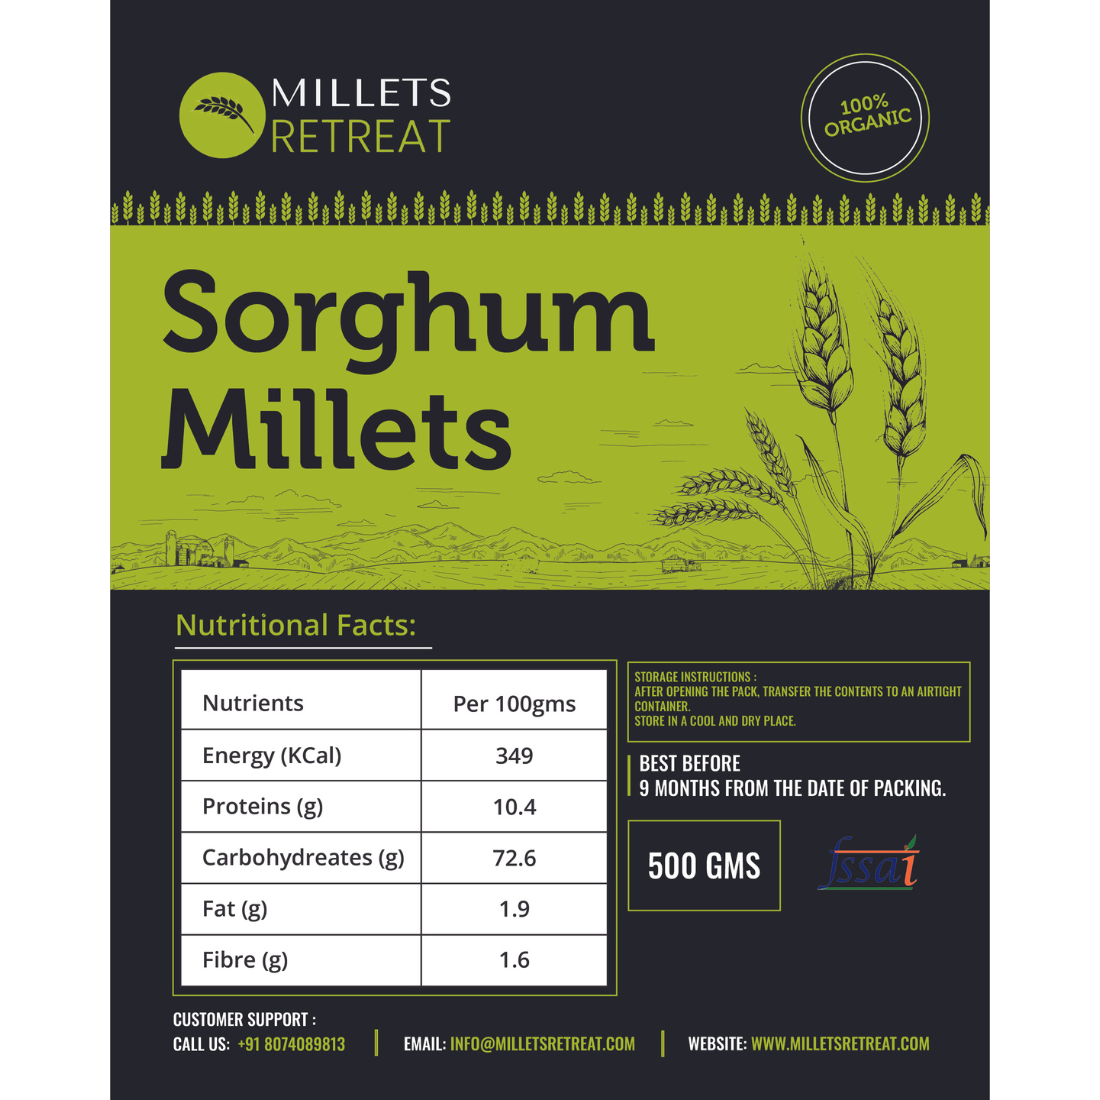 MILLETS
RETREAT
100%
ORGANIC
Sorghum
Millets
Nutritional Facts:
Nutrients Per 100gms
Energy (KCal) 349
Proteins (g) 10.4
Carbohydreates (g) 72.6
Fat (g) 1.9
Fibre (g) 1.6
STORAGE INSTRUCTIONS :
AFTER OPENING THE PACK, TRANSFER THE CONTENTS TO AN AIRTIGHT
CONTAINER.
STORE IN A COOL AND DRY PLACE.
BEST BEFORE
9 MONTHS FROM THE DATE OF PACKING.
500 GMS
fssai
CUSTOMER SUPPORT :
CALL US: +91 8074089813 EMAIL: INFO@MILLETSRETREAT.COM WEBSITE: WWW.MILLETSRETREAT.COM